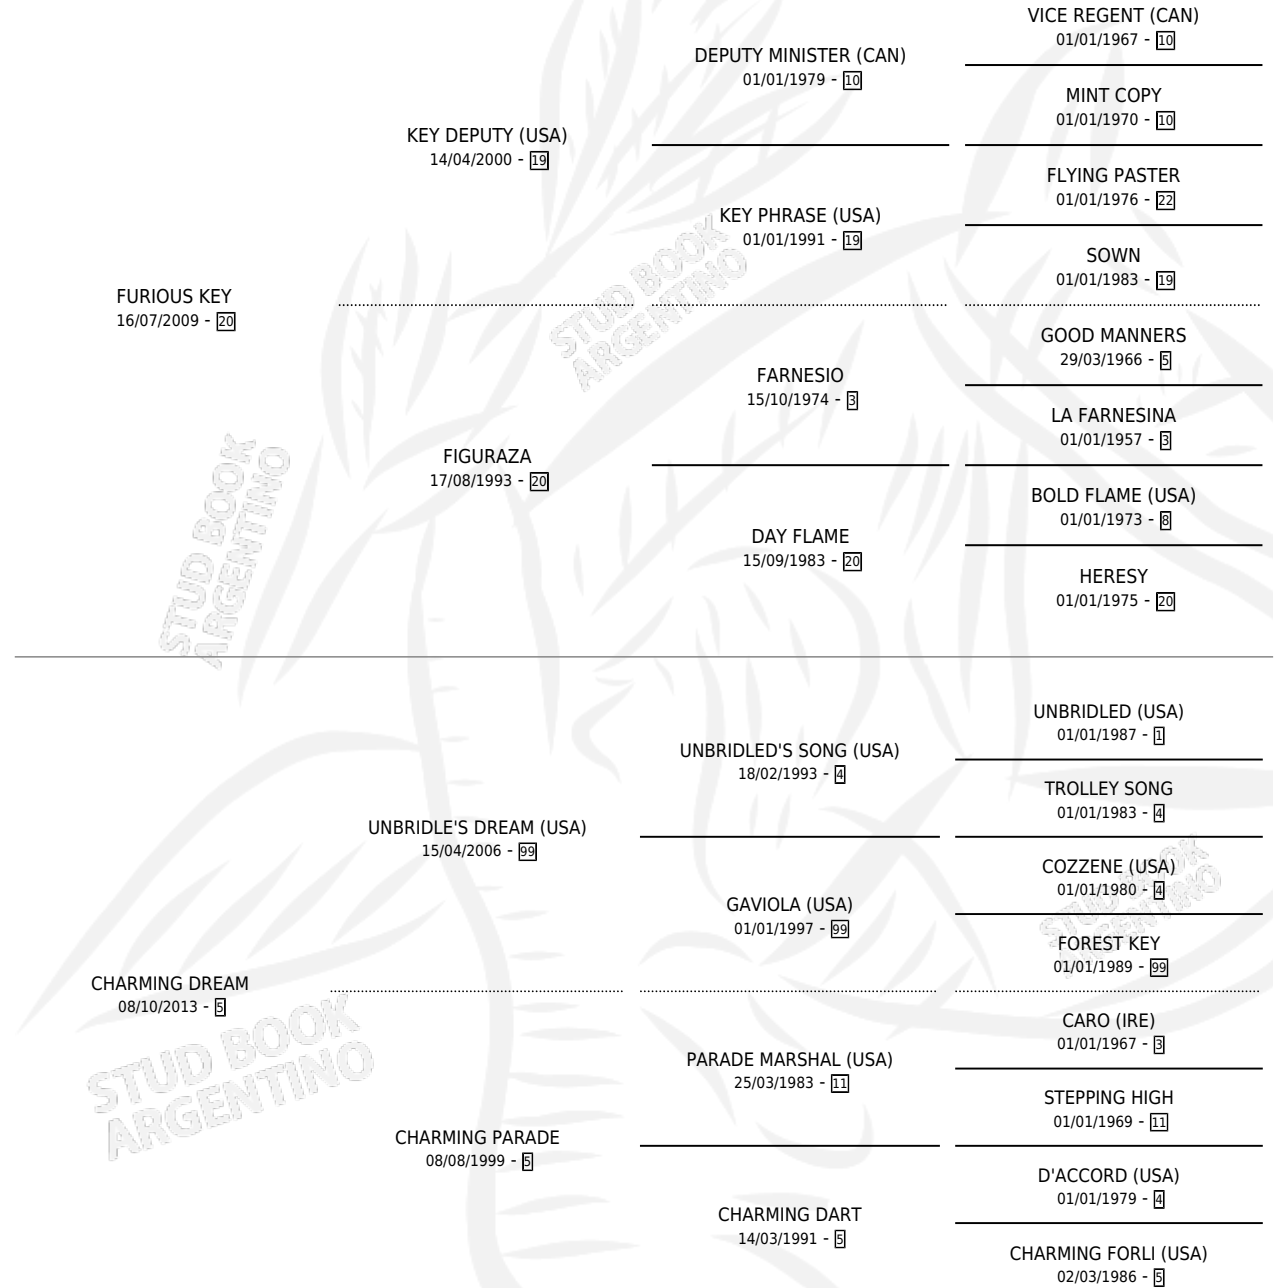 VICE REGENT (CAN)
01/01/1967 - 10
DEPUTY MINISTER (CAN)
01/01/1979 - 10
MINT COPY
01/01/1970 - 10
KEY DEPUTY (USA)
14/04/2000 - 19
FLYING PASTER
01/01/1976 - 22
KEY PHRASE (USA)
01/01/1991 - 19
SOWN
01/01/1983 - 19
FURIOUS KEY
16/07/2009 - 20
GOOD MANNERS
29/03/1966 - 5
FARNESIO
15/10/1974 - 3
LA FARNESINA
01/01/1957 - 3
FIGURAZA
17/08/1993 - 20
BOLD FLAME (USA)
01/01/1973 - 8
DAY FLAME
15/09/1983 - 20
HERESY
01/01/1975 - 20
UNBRIDLED (USA)
01/01/1987 - 1
UNBRIDLED'S SONG (USA)
18/02/1993 - 4
TROLLEY SONG
01/01/1983 - 4
UNBRIDLE'S DREAM (USA)
15/04/2006 - 99
COZZENE (USA)
01/01/1980 - 4
GAVIOLA (USA)
01/01/1997 - 99
FOREST KEY
01/01/1989 - 99
CHARMING DREAM
08/10/2013 - 5
CARO (IRE)
01/01/1967 - 3
PARADE MARSHAL (USA)
25/03/1983 - 11
STEPPING HIGH
01/01/1969 - 11
CHARMING PARADE
08/08/1999 - 5
D'ACCORD (USA)
01/01/1979 - 4
CHARMING DART
14/03/1991 - 5
CHARMING FORLI (USA)
02/03/1986 - 5
STUD BOOK
ARGENTINO
STUD BOOK
ARGENTINO
STUD BOOK
ARGENTINO
STUD BOOK
ARGENTINO